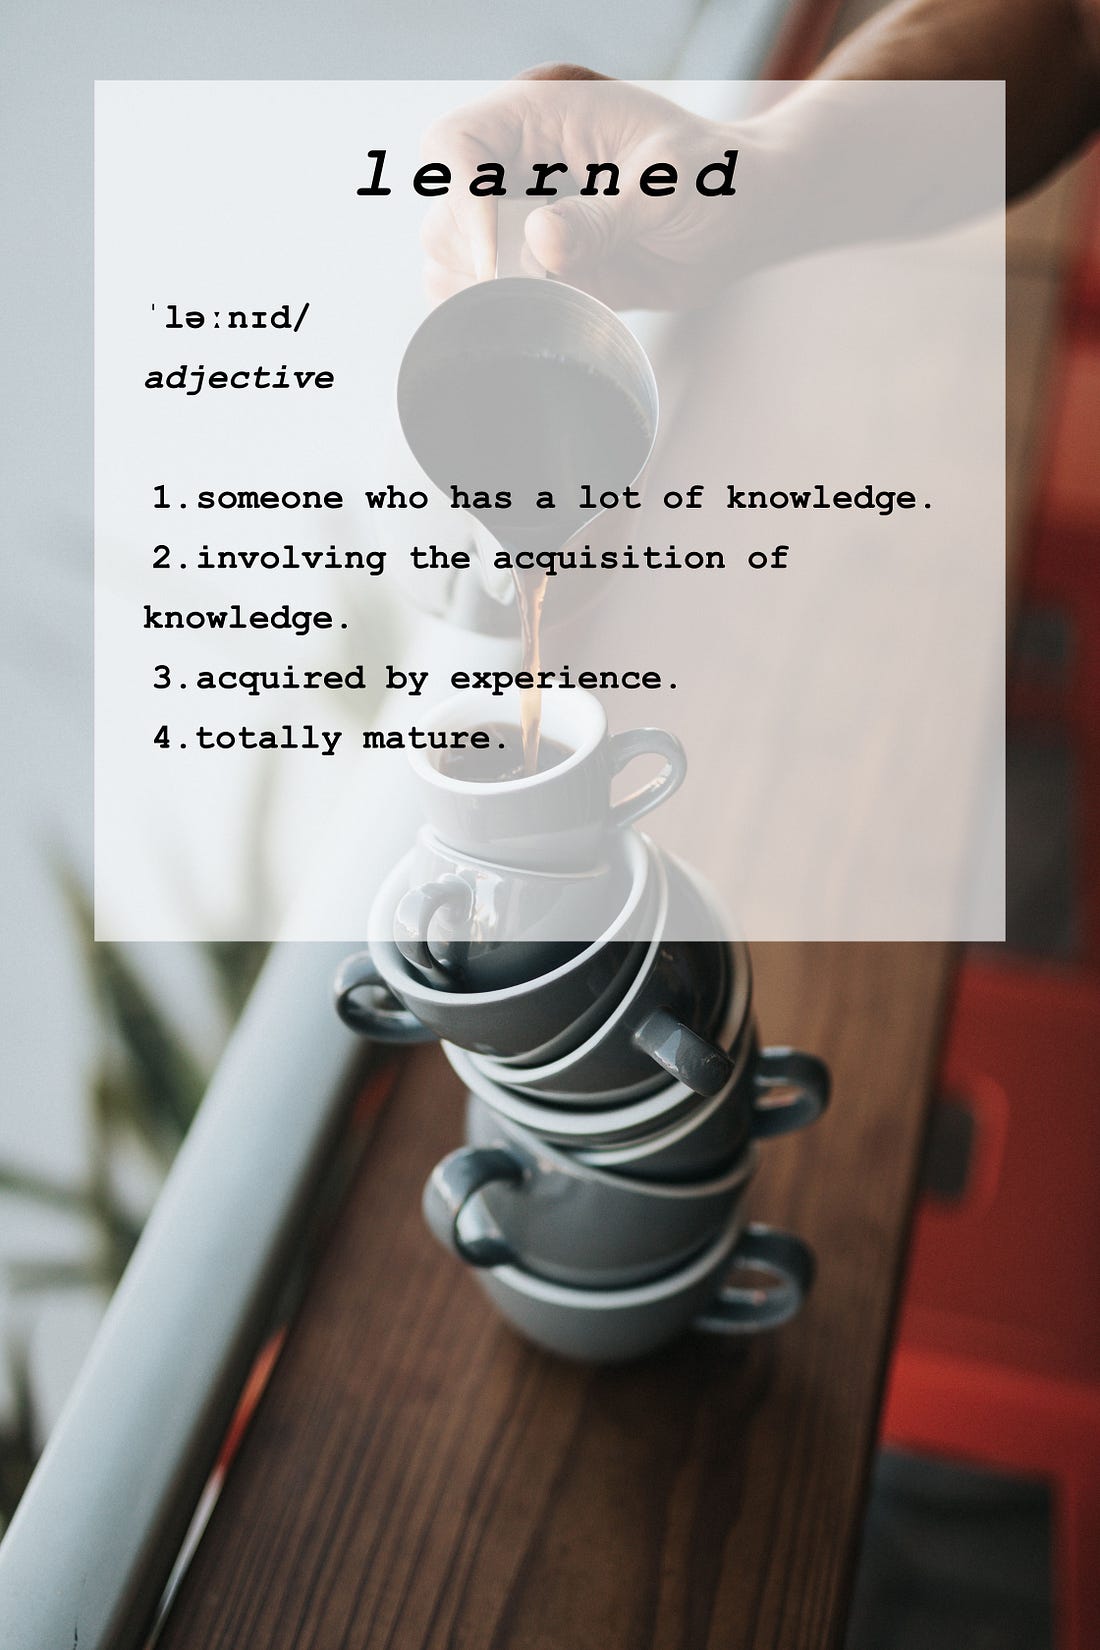 learned
ˈləːnɪd/
adjective
1.someone who has a lot of knowledge.
2.involving the acquisition of
knowledge.
3.acquired by experience.
4.totally mature.